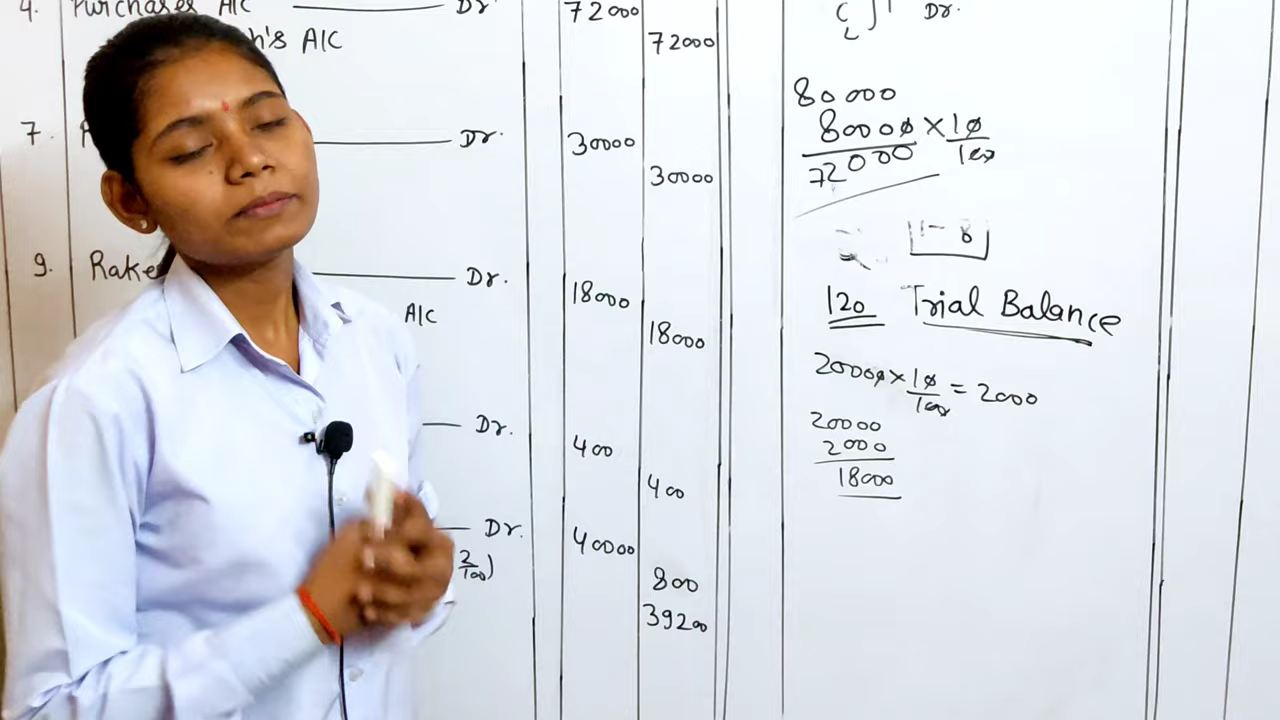 4. Purchases A/C Dr. 72000
h's A/C 72000
7. Dr. 30000
30000
9. Rake Dr. 18000
A/C 18000
Dr. 400
400
Dr. 40000
2/100) 800
39200
C Dr.
L
80000
80000 × 10/100
72000
1 - 8
120 Trial Balance
20000 × 10/100 = 2000
20000
2000
18000